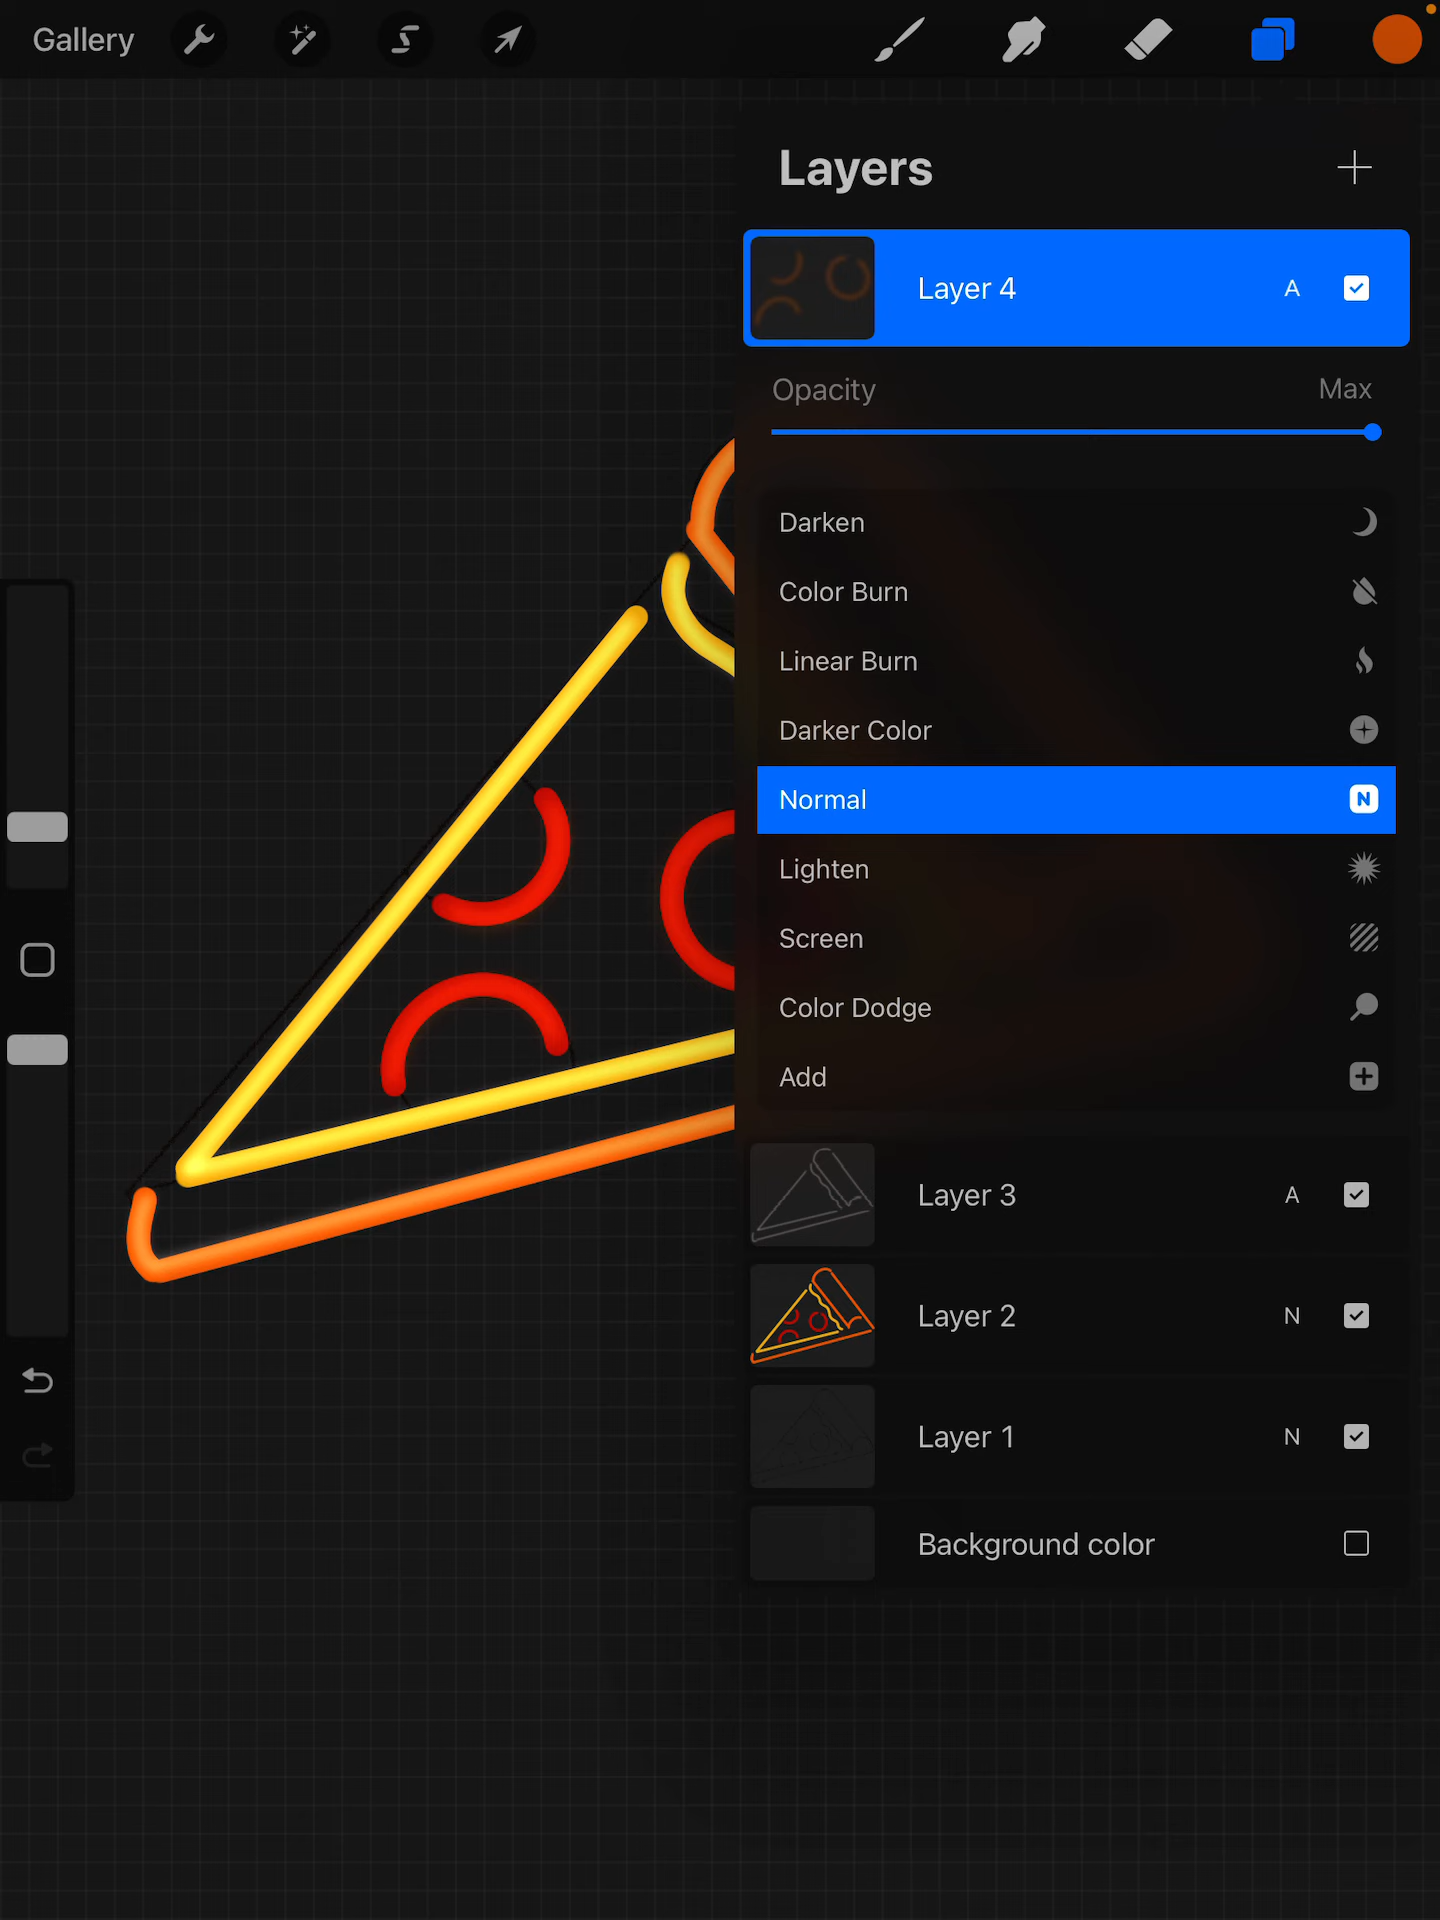 Gallery
Layers
Layer 4 A
Opacity Max
Darken
Color Burn
Linear Burn
Darker Color
Normal N
Lighten
Screen
Color Dodge
Add
Layer 3 A
Layer 2 N
Layer 1 N
Background color